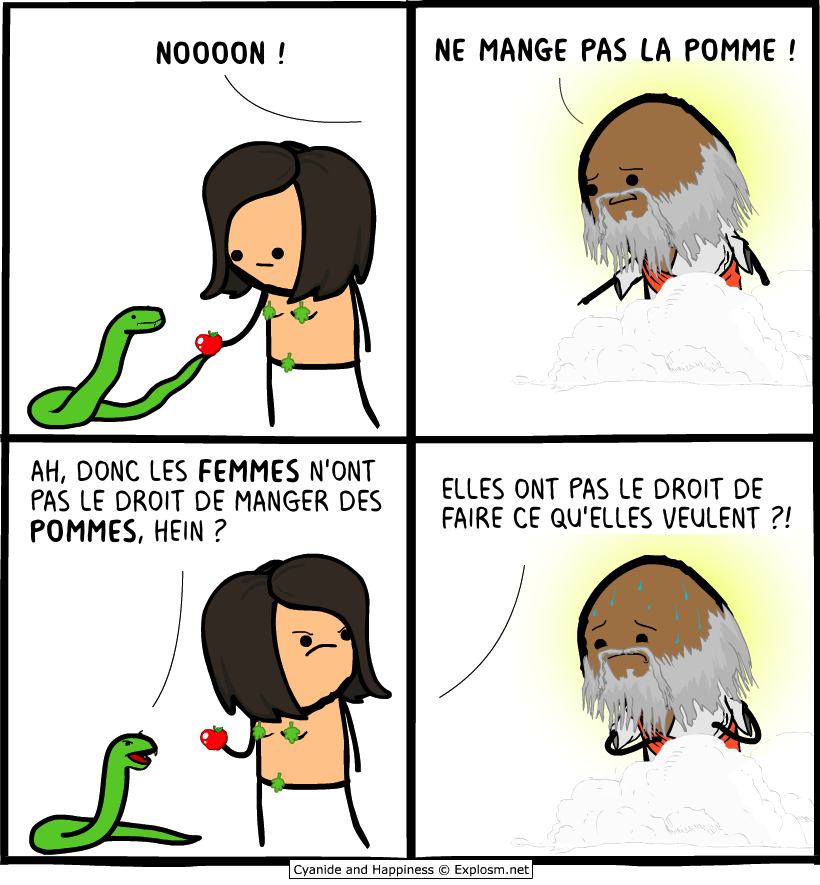 NOOOON !
NE MANGE PAS LA POMME !
AH, DONC LES FEMMES N'ONT
PAS LE DROIT DE MANGER DES
POMMES, HEIN ?
ELLES ONT PAS LE DROIT DE
FAIRE CE QU'ELLES VEULENT ?!
Cyanide and Happiness © Explosm.net